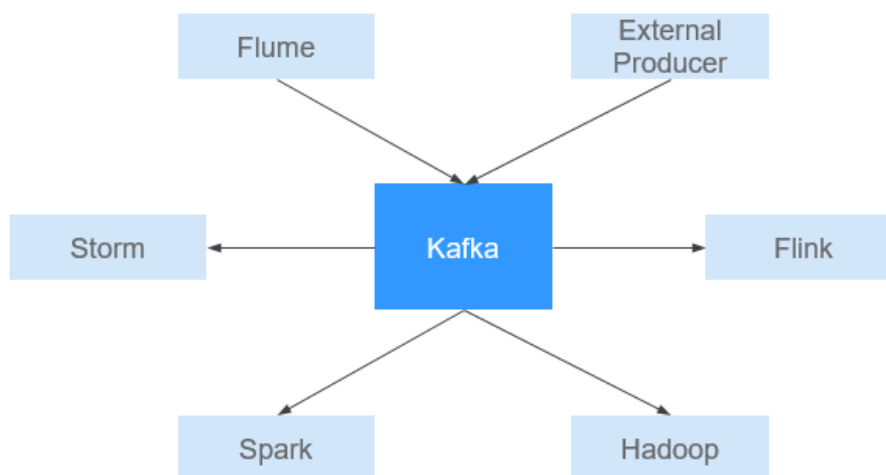 Flume
External
Producer
Storm
Kafka
Flink
Spark
Hadoop